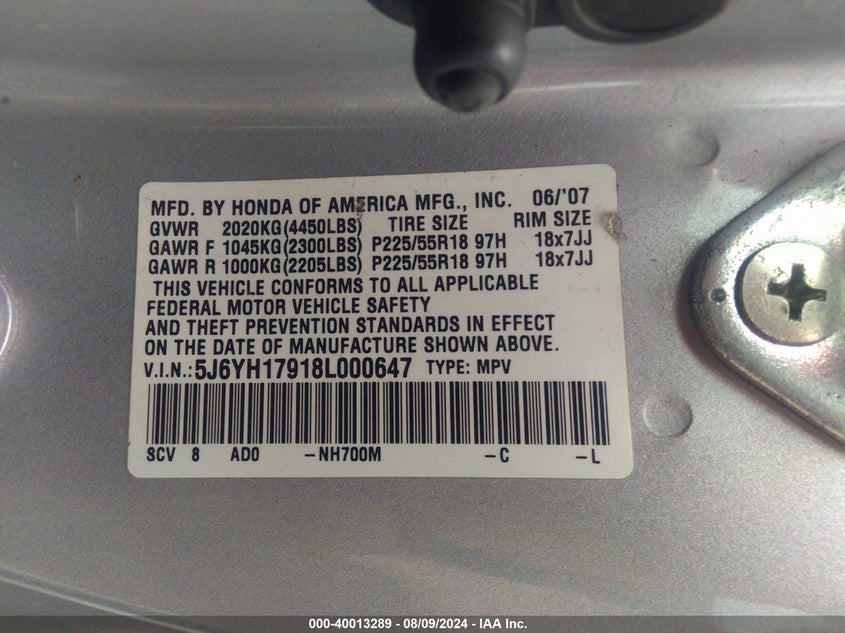 MFD. BY HONDA OF AMERICA MFG., INC. 06/'07
GVWR 2020KG(4450LBS) TIRE SIZE RIM SIZE
GAWR F 1045KG(2300LBS) P225/55R18 97H 18x7JJ
GAWR R 1000KG(2205LBS) P225/55R18 97H 18x7JJ
THIS VEHICLE CONFORMS TO ALL APPLICABLE
FEDERAL MOTOR VEHICLE SAFETY
AND THEFT PREVENTION STANDARDS IN EFFECT
ON THE DATE OF MANUFACTURE SHOWN ABOVE.
V.I.N.:5J6YH17918L000647 TYPE: MPV
SCV 8 AD0 -NH700M -C -L
000-40013289 - 08/09/2024 - IAA Inc.